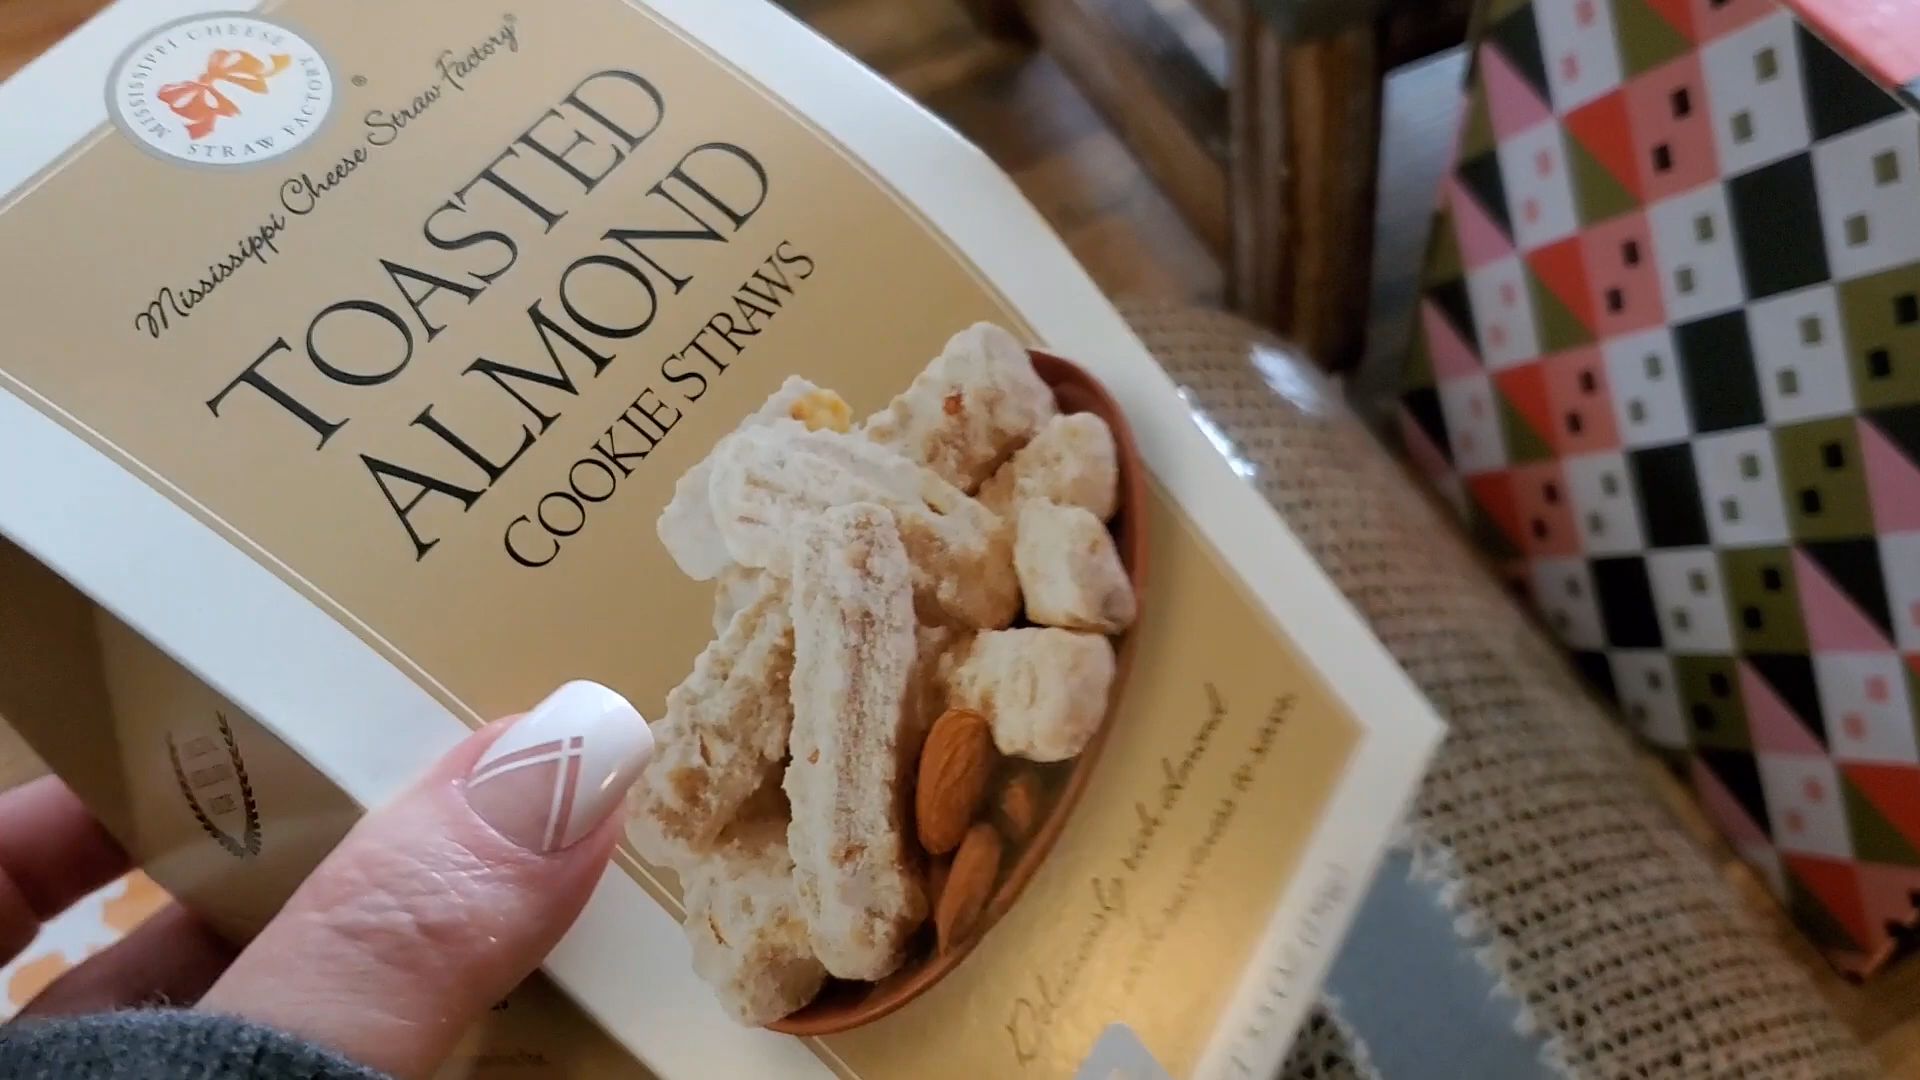 MISSISSIPPI CHEESE
STRAW FACTORY
®
Mississippi Cheese Straw Factory®
TOASTED
ALMOND
COOKIE STRAWS